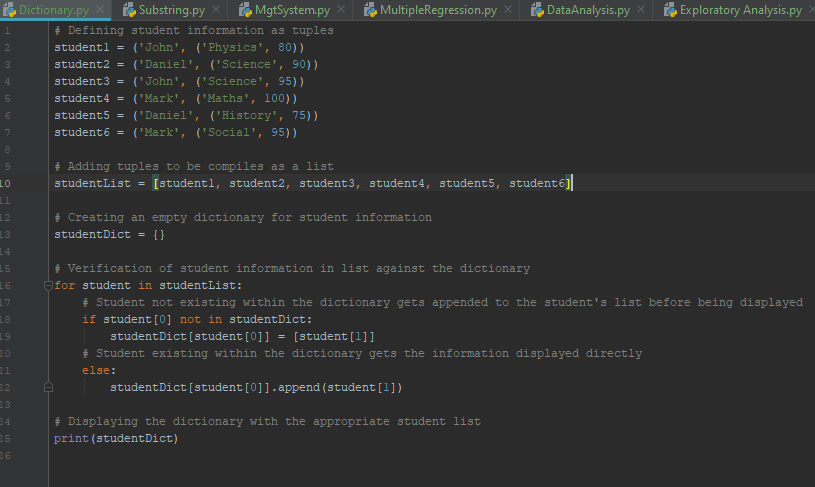 Dictionary.py Substring.py MgtSystem.py MultipleRegression.py DataAnalysis.py Exploratory Analysis.py
1 # Defining student information as tuples
2 student1 = ('John', ('Physics', 80))
3 student2 = ('Daniel', ('Science', 90))
4 student3 = ('John', ('Science', 95))
5 student4 = ('Mark', ('Maths', 100))
6 student5 = ('Daniel', ('History', 75))
7 student6 = ('Mark', ('Social', 95))
8
9 # Adding tuples to be compiles as a list
10 studentList = [student1, student2, student3, student4, student5, student6]
11
12 # Creating an empty dictionary for student information
13 studentDict = {}
14
15 # Verification of student information in list against the dictionary
16 for student in studentList:
17     # Student not existing within the dictionary gets appended to the student's list before being displayed
18     if student[0] not in studentDict:
19         studentDict[student[0]] = [student[1]]
20     # Student existing within the dictionary gets the information displayed directly
21     else:
22         studentDict[student[0]].append(student[1])
23
24 # Displaying the dictionary with the appropriate student list
25 print(studentDict)
26